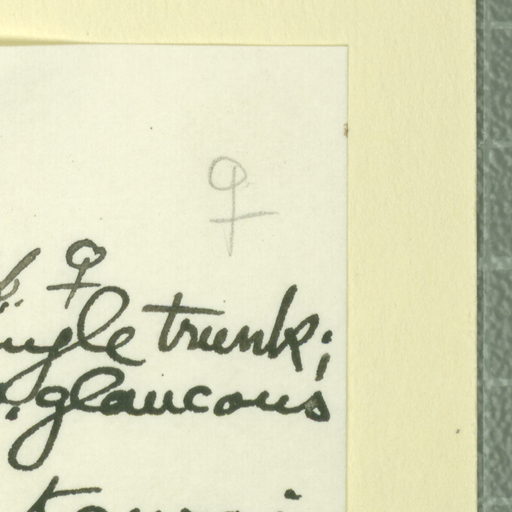 ♀
♀
ingle trunk;
glaucous